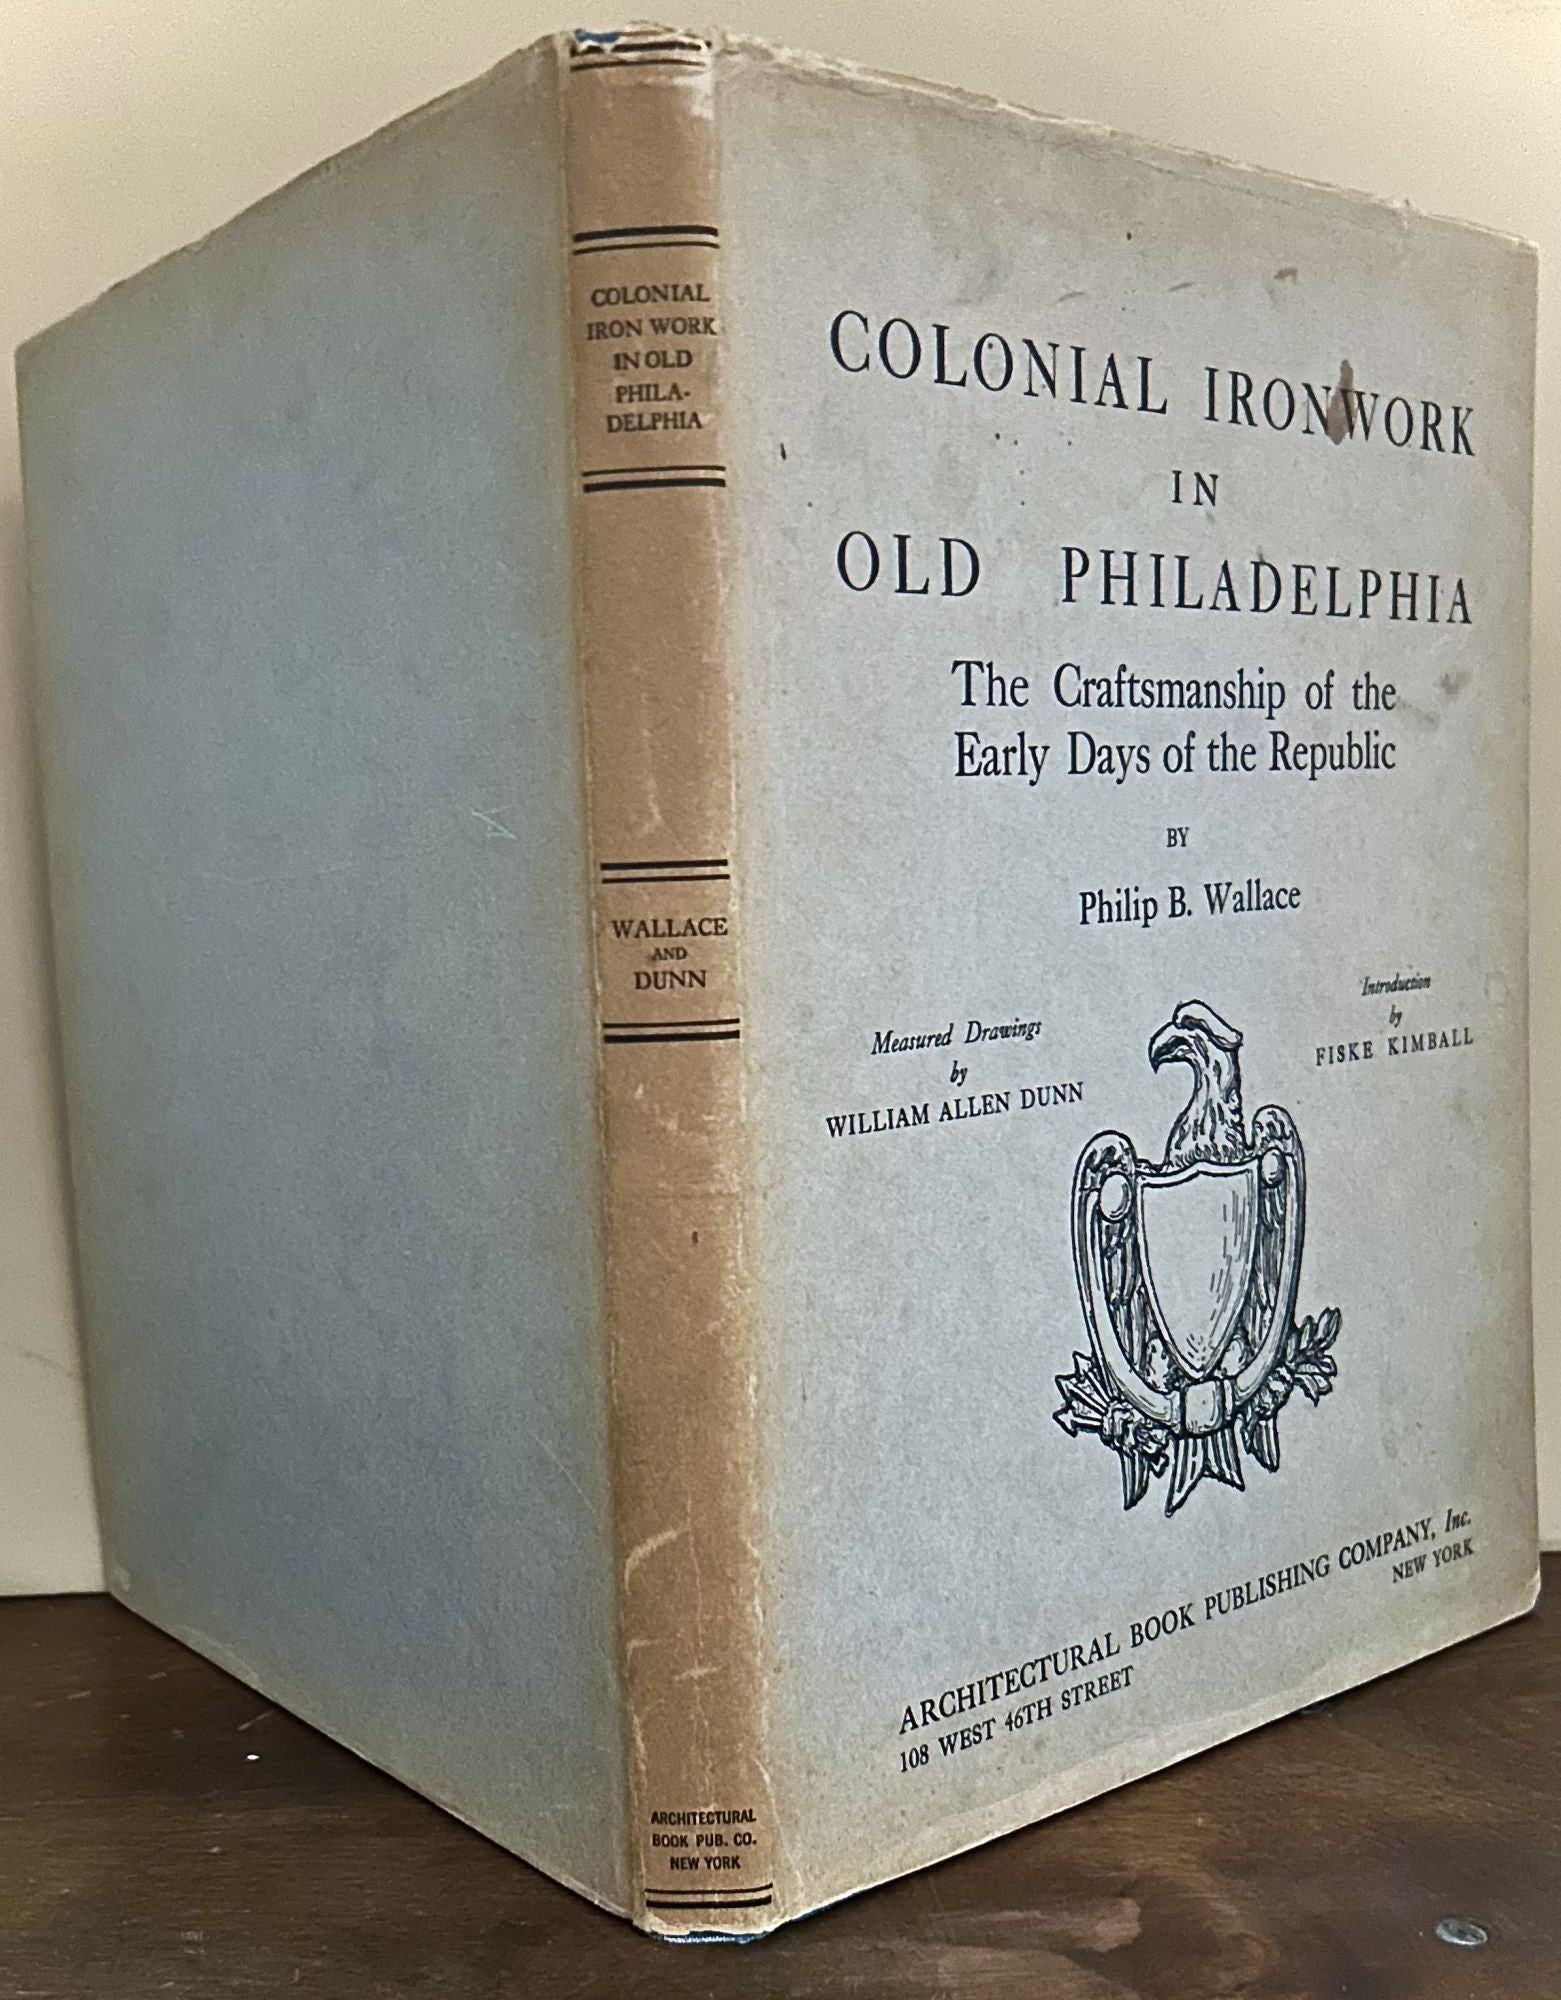 COLONIAL
IRON WORK
IN OLD
PHILA-
DELPHIA
WALLACE
AND
DUNN
ARCHITECTURAL
BOOK PUB. CO.
NEW YORK
COLONIAL IRONWORK
IN
OLD PHILADELPHIA
The Craftsmanship of the
Early Days of the Republic
BY
Philip B. Wallace
Measured Drawings
by
WILLIAM ALLEN DUNN
Introduction
by
FISKE KIMBALL
ARCHITECTURAL BOOK PUBLISHING COMPANY, Inc.
108 WEST 46TH STREET NEW YORK